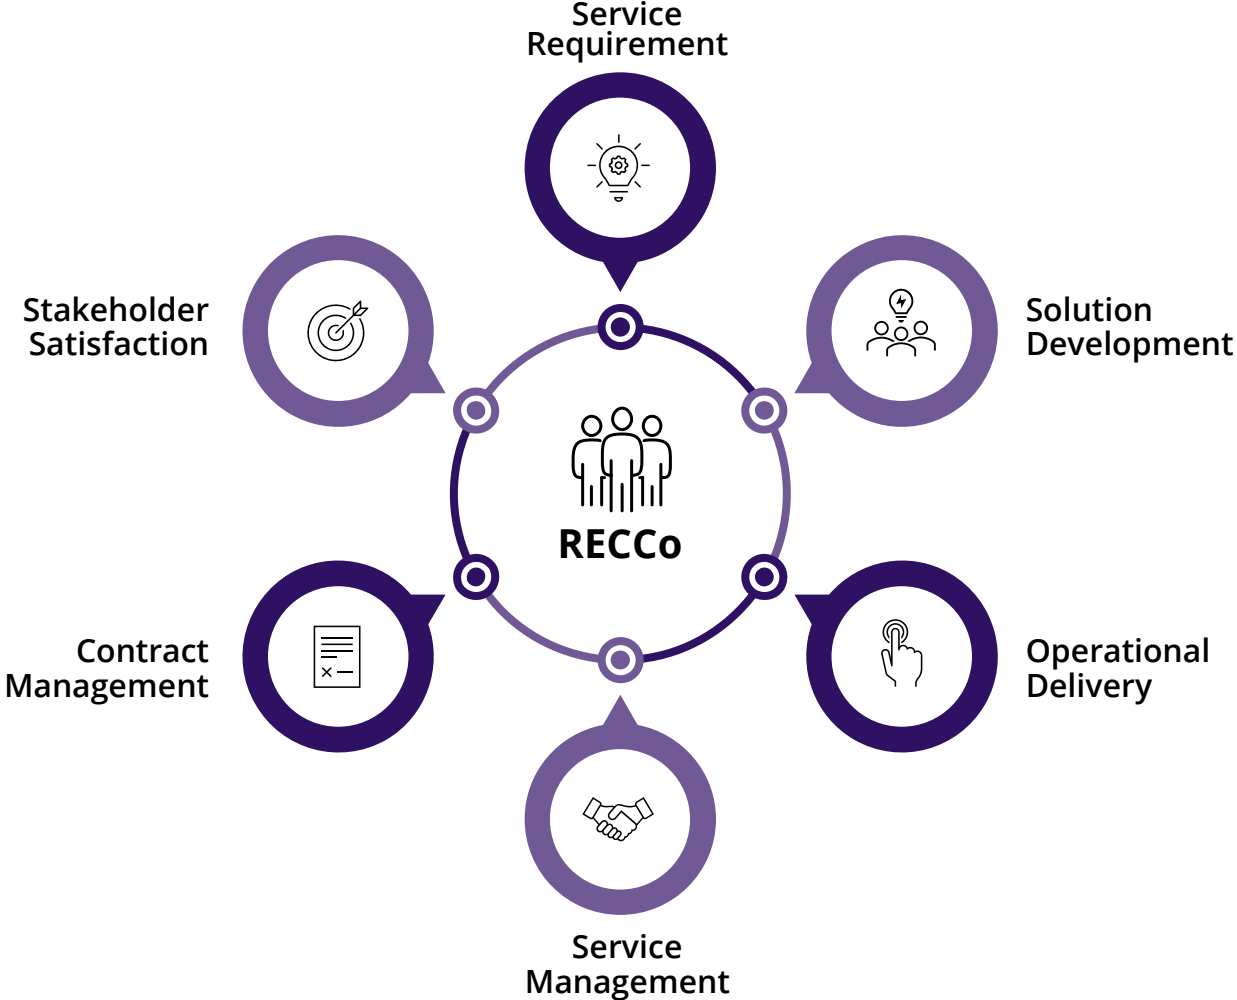 Service
Requirement
Stakeholder
Satisfaction
Solution
Development
RECCo
Contract
Management
Operational
Delivery
Service
Management